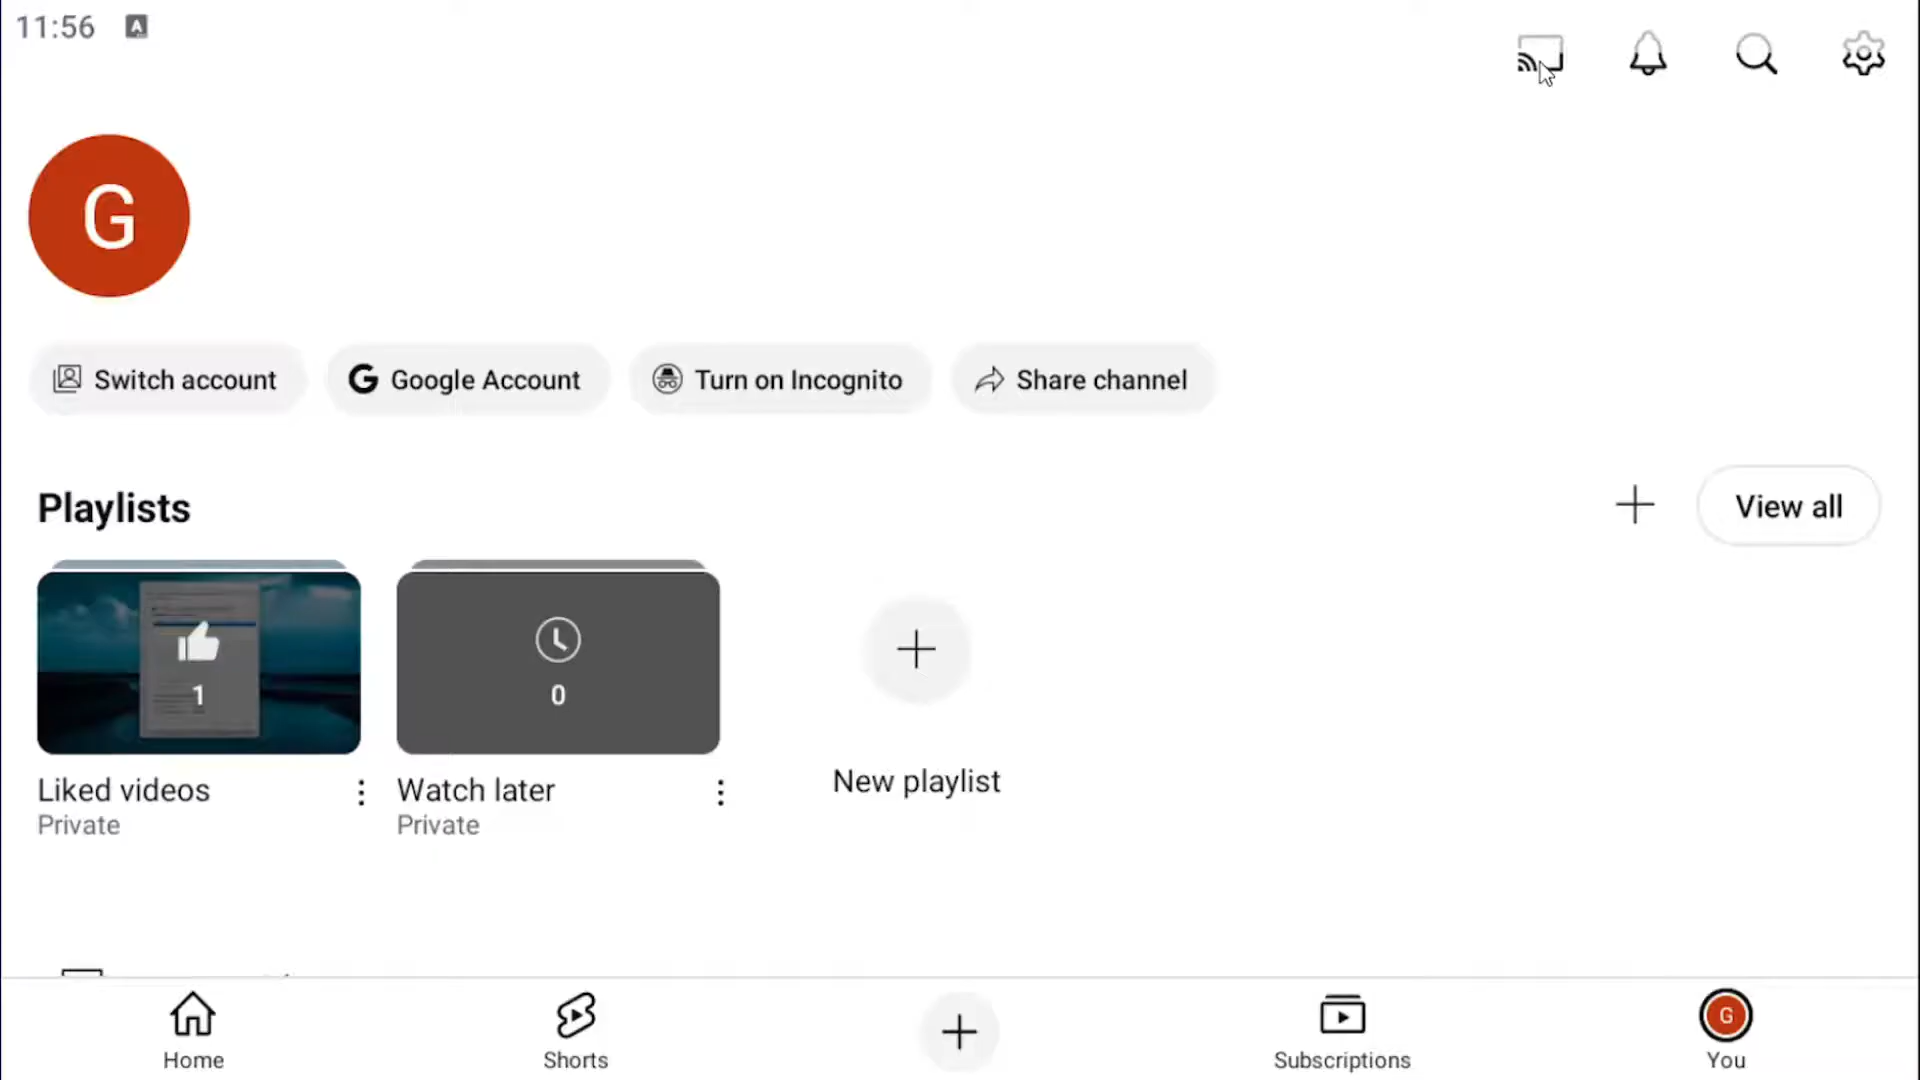 11:56 A
G
Switch account
Google Account
Turn on Incognito
Share channel
Playlists
View all
1
0
Liked videos
Private
Watch later
Private
New playlist
Home
Shorts
Subscriptions
G
You